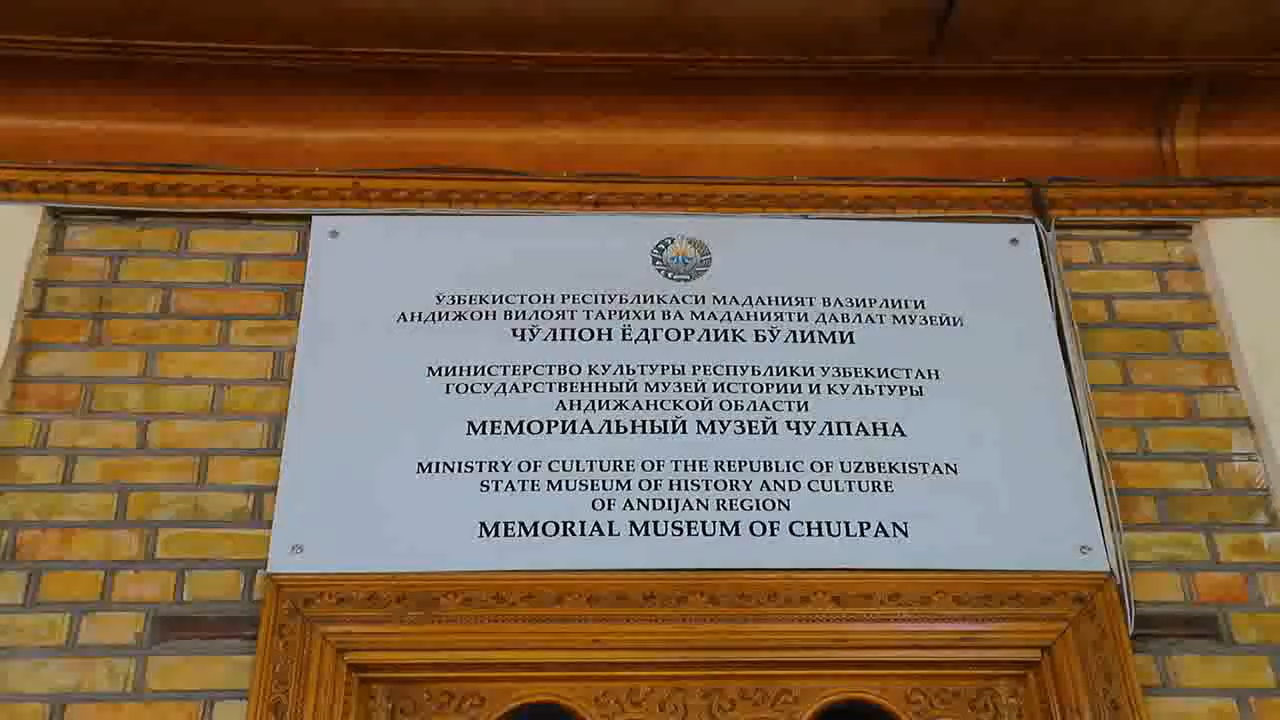 ЎЗБЕКИСТОН РЕСПУБЛИКАСИ МАДАНИЯТ ВАЗИРЛИГИ
АНДИЖОН ВИЛОЯТ ТАРИХИ ВА МАДАНИЯТИ ДАВЛАТ МУЗЕЙИ
ЧЎЛПОН ЁДГОРЛИК БЎЛИМИ
МИНИСТЕРСТВО КУЛЬТУРЫ РЕСПУБЛИКИ УЗБЕКИСТАН
ГОСУДАРСТВЕННЫЙ МУЗЕЙ ИСТОРИИ И КУЛЬТУРЫ
АНДИЖАНСКОЙ ОБЛАСТИ
МЕМОРИАЛЬНЫЙ МУЗЕЙ ЧУЛПАНА
MINISTRY OF CULTURE OF THE REPUBLIC OF UZBEKISTAN
STATE MUSEUM OF HISTORY AND CULTURE
OF ANDIJAN REGION
MEMORIAL MUSEUM OF CHULPAN